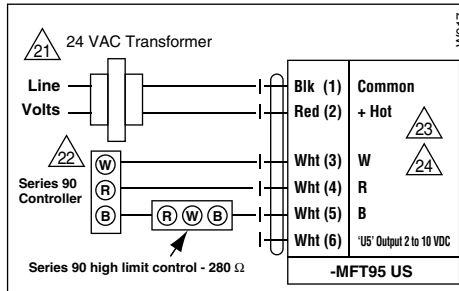 21 24 VAC Transformer
Line
Volts
Blk (1) Common
Red (2) + Hot
23
22
Series 90
Controller
W
R
B
R W B
Wht (3) W
24
Wht (4) R
Wht (5) B
Wht (6) 'U5' Output 2 to 10 VDC
Series 90 high limit control - 280 Ω
-MFT95 US